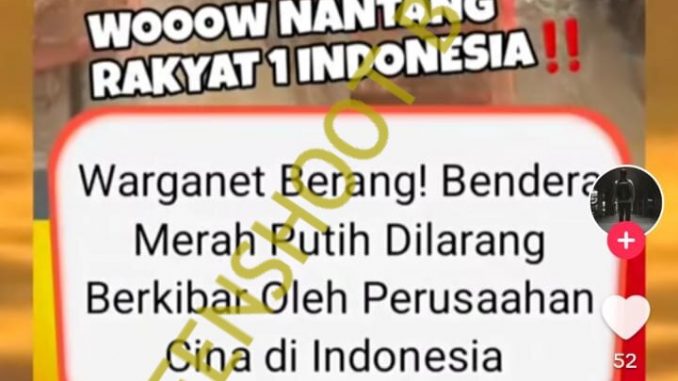 WOOOW NANTANG
RAKYAT 1 INDONESIA‼
Warganet Berang! Bendera
Merah Putih Dilarang
Berkibar Oleh Perusaahan
Cina di Indonesia
52